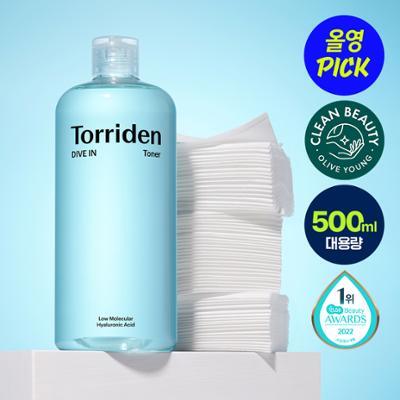 올영
PICK
CLEAN BEAUTY
OLIVE YOUNG
500ml
대용량
1위
Beauty
AWARDS
2022
Torriden
DIVE IN Toner
Low Molecular
Hyaluronic Acid